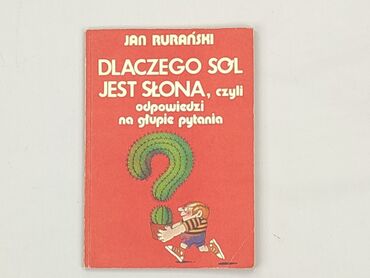 JAN RURAŃSKI
DLACZEGO SÓL
JEST SŁONA, czyli
odpowiedzi
na głupie pytania